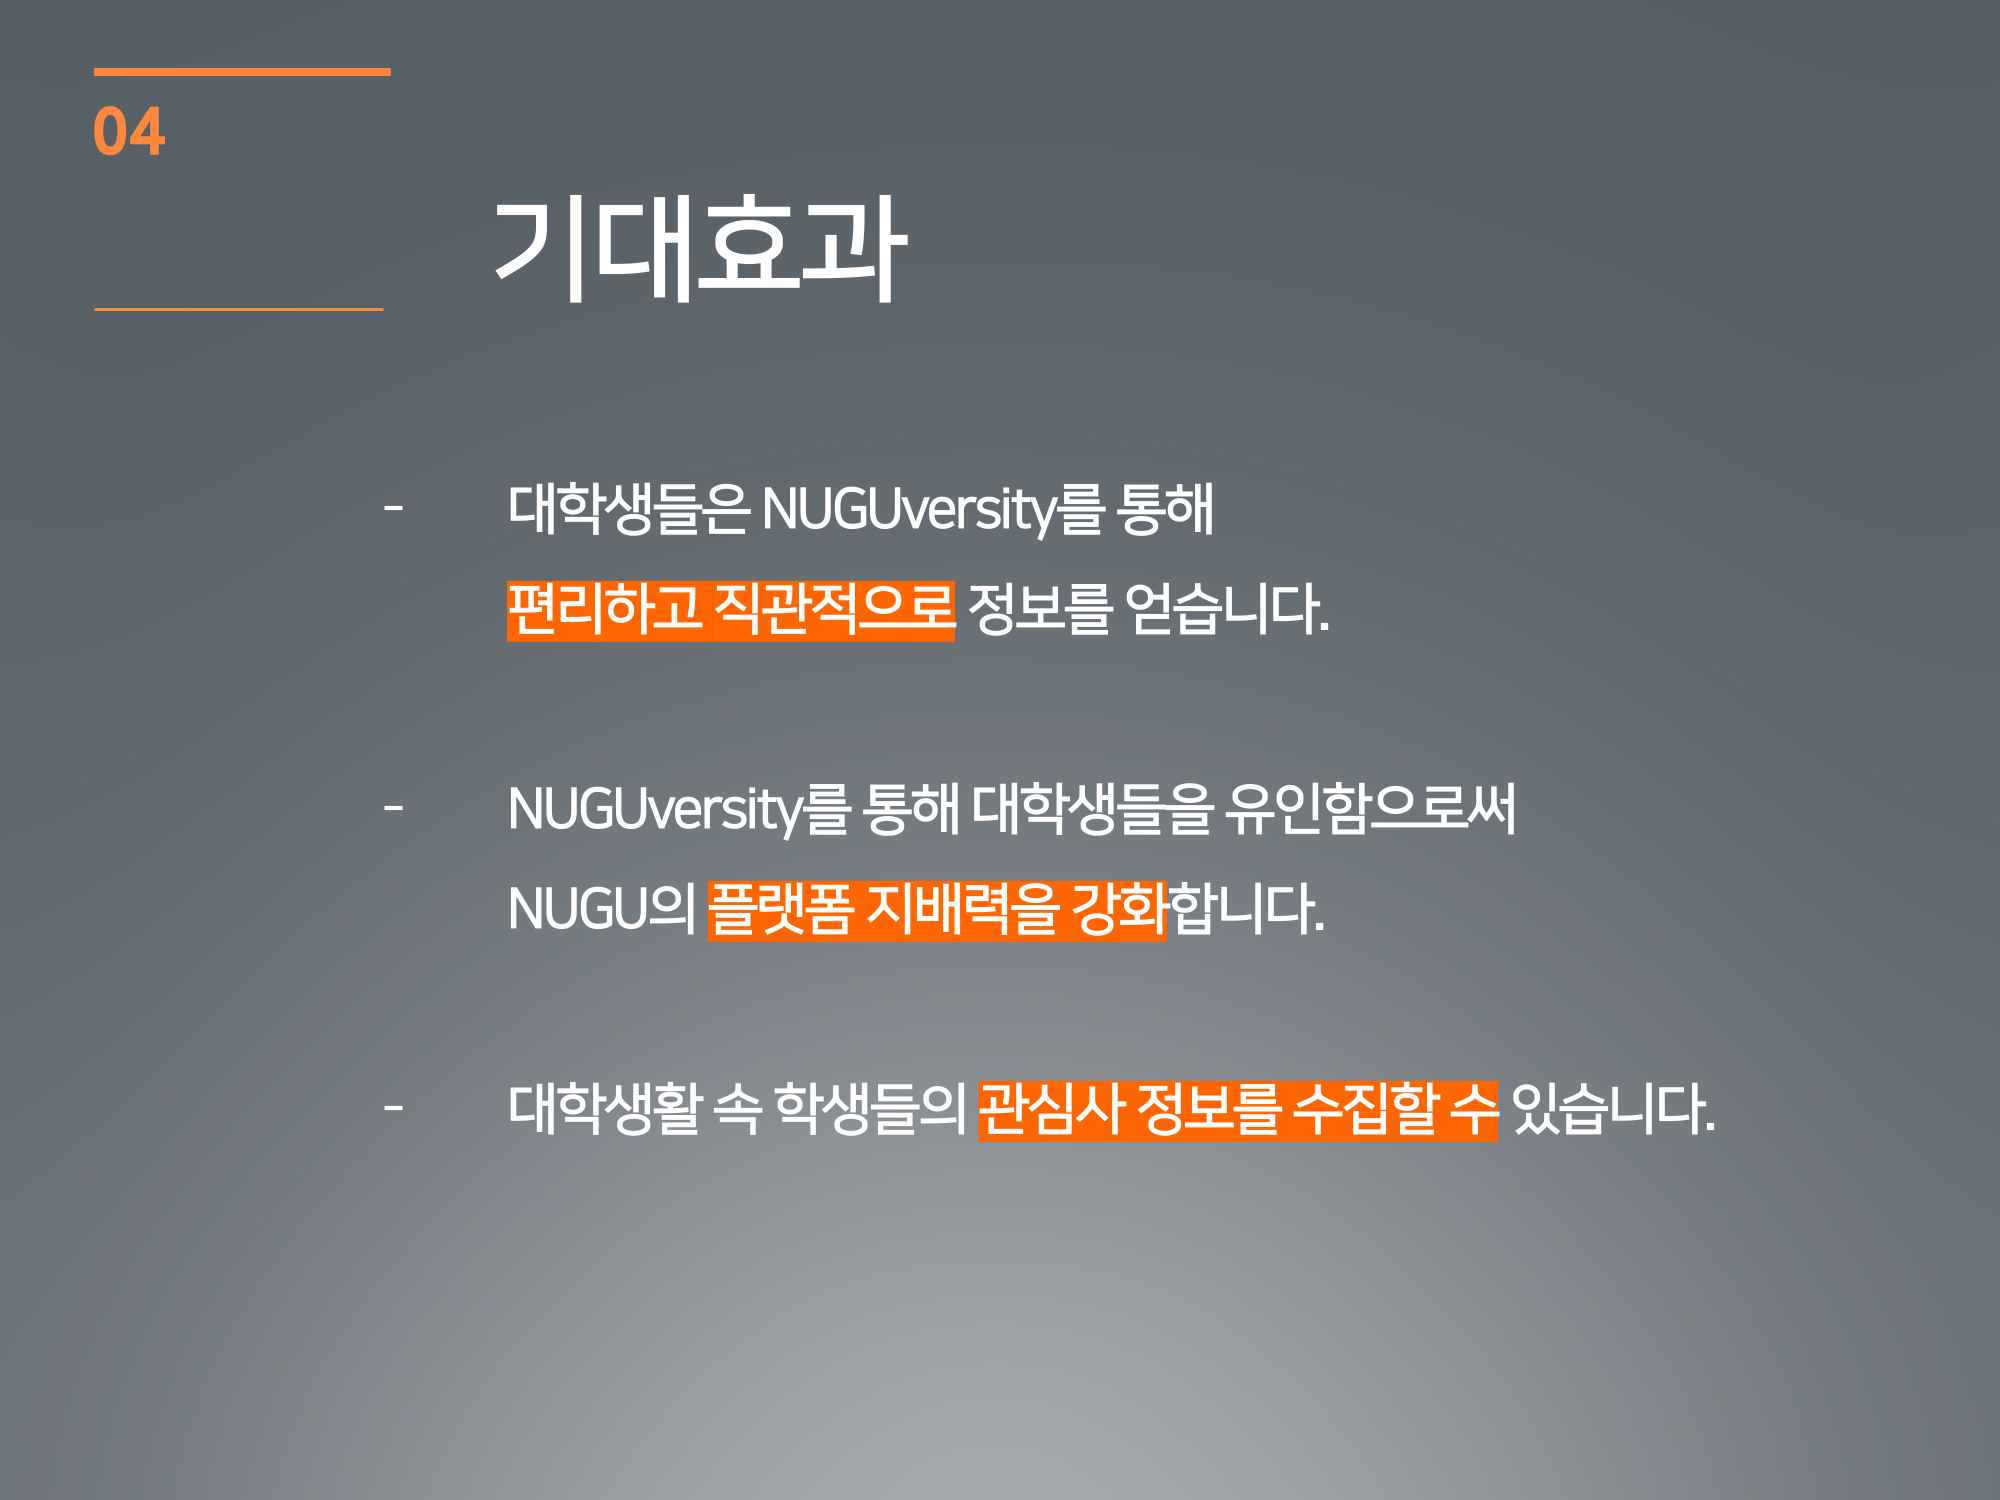 04
기대효과
- 대학생들은 NUGUversity를 통해
편리하고 직관적으로 정보를 얻습니다.
- NUGUversity를 통해 대학생들을 유인함으로써
NUGU의 플랫폼 지배력을 강화합니다.
- 대학생활 속 학생들의 관심사 정보를 수집할 수 있습니다.